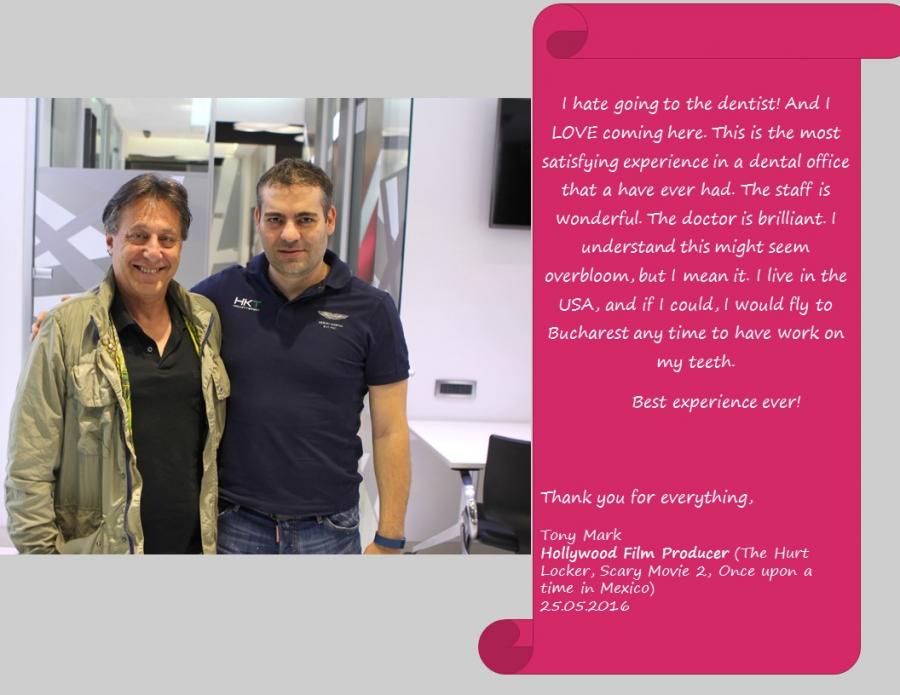 HKT
I hate going to the dentist! And I
LOVE coming here. This is the most
satisfying experience in a dental office
that a have ever had. The staff is
wonderful. The doctor is brilliant. I
understand this might seem
overbloom, but I mean it. I live in the
USA, and if I could, I would fly to
Bucharest any time to have work on
my teeth.
Best experience ever!
Thank you for everything,
Tony Mark
Hollywood Film Producer (The Hurt
Locker, Scary Movie 2, Once upon a
time in Mexico)
25.05.2016